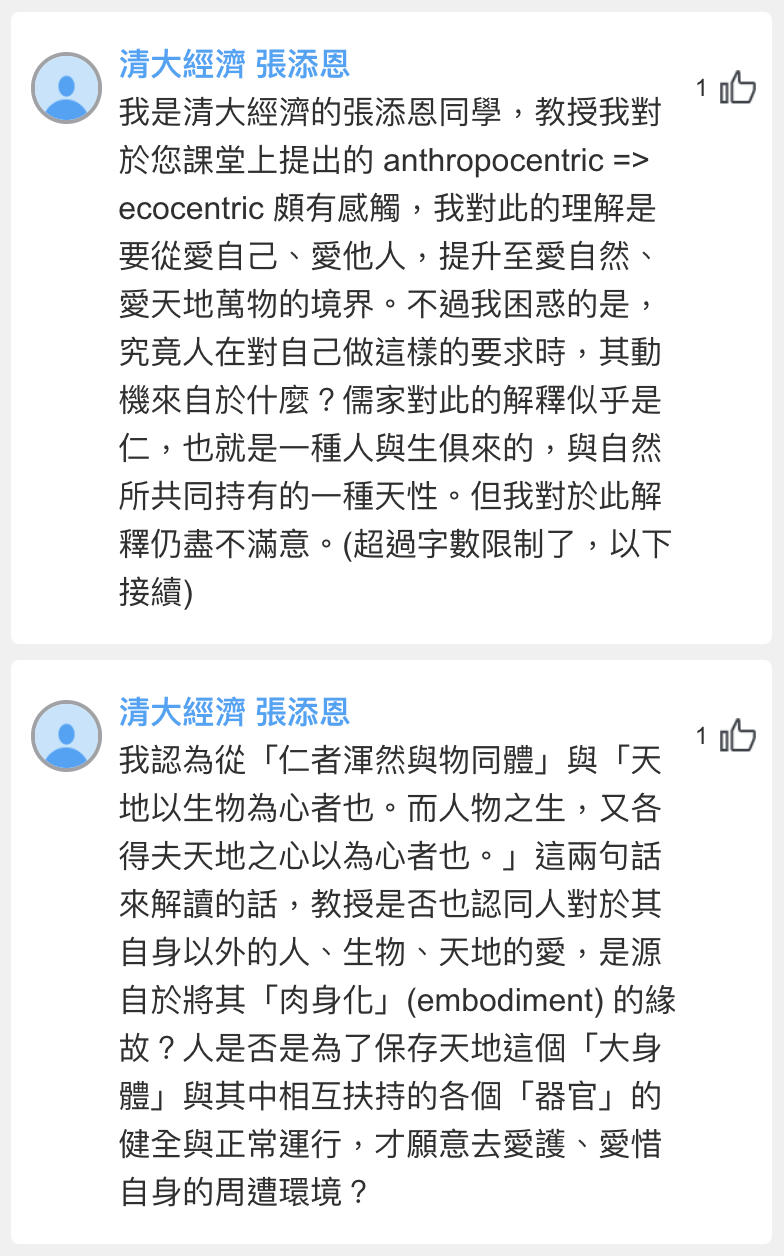 清大經濟 張添恩
1
我是清大經濟的張添恩同學，教授我對
於您課堂上提出的 anthropocentric =>
ecocentric 頗有感觸，我對此的理解是
要從愛自己、愛他人，提升至愛自然、
愛天地萬物的境界。不過我困惑的是，
究竟人在對自己做這樣的要求時，其動
機來自於什麼？儒家對此的解釋似乎是
仁，也就是一種人與生俱來的，與自然
所共同持有的一種天性。但我對於此解
釋仍盡不滿意。(超過字數限制了，以下
接續)
清大經濟 張添恩
1
我認為從「仁者渾然與物同體」與「天
地以生物為心者也。而人物之生，又各
得夫天地之心以為心者也。」這兩句話
來解讀的話，教授是否也認同人對於其
自身以外的人、生物、天地的愛，是源
自於將其「肉身化」(embodiment) 的緣
故？人是否是為了保存天地這個「大身
體」與其中相互扶持的各個「器官」的
健全與正常運行，才願意去愛護、愛惜
自身的周遭環境？